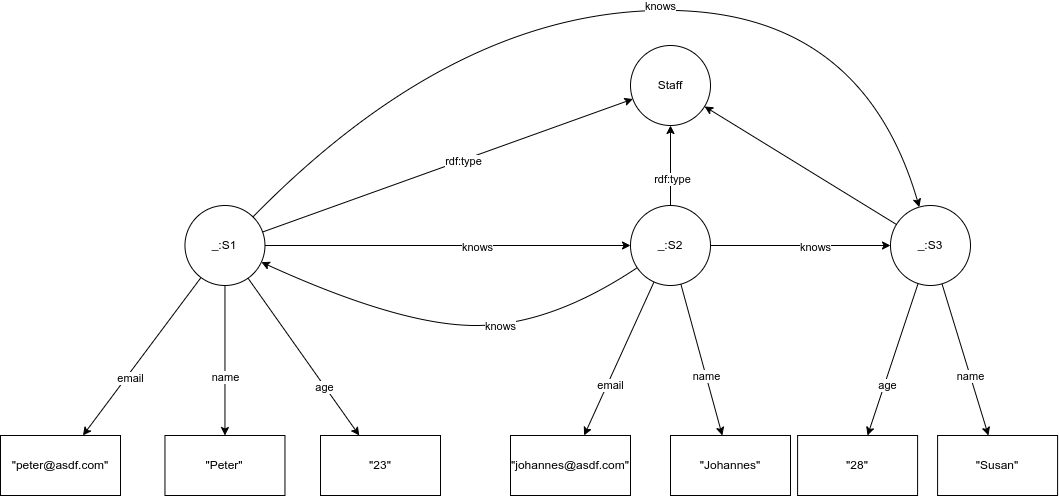 knows
Staff
rdf:type
rdf:type
_:S1
knows
_:S2
knows
_:S3
knows
email
name
age
email
name
age
name
"peter@asdf.com"
"Peter"
"23"
"johannes@asdf.com"
"Johannes"
"28"
"Susan"